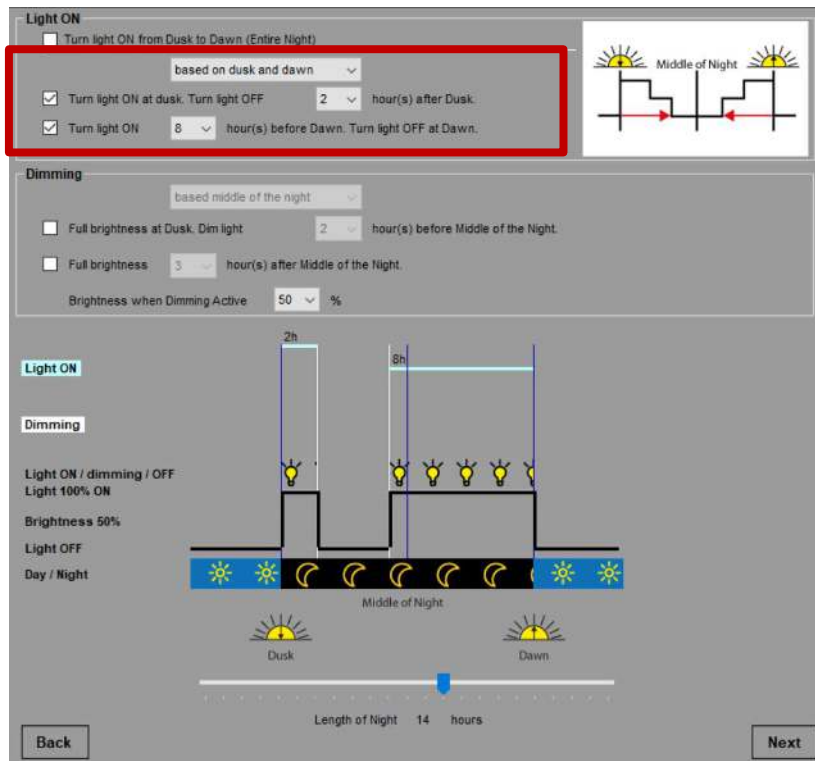 Light ON
Turn light ON from Dusk to Dawn (Entire Night)
based on dusk and dawn
Turn light ON at dusk. Turn light OFF 2 hour(s) after Dusk.
Turn light ON 8 hour(s) before Dawn. Turn light OFF at Dawn.
Middle of Night
Dimming
based middle of the night
Full brightness at Dusk. Dim light 2 hour(s) before Middle of the Night.
Full brightness 3 hour(s) after Middle of the Night.
Brightness when Dimming Active 50 %
2h
Light ON
8h
Dimming
Light ON / dimming / OFF
Light 100% ON
Brightness 50%
Light OFF
Day / Night
Middle of Night
Dusk Dawn
Length of Night 14 hours
Back Next